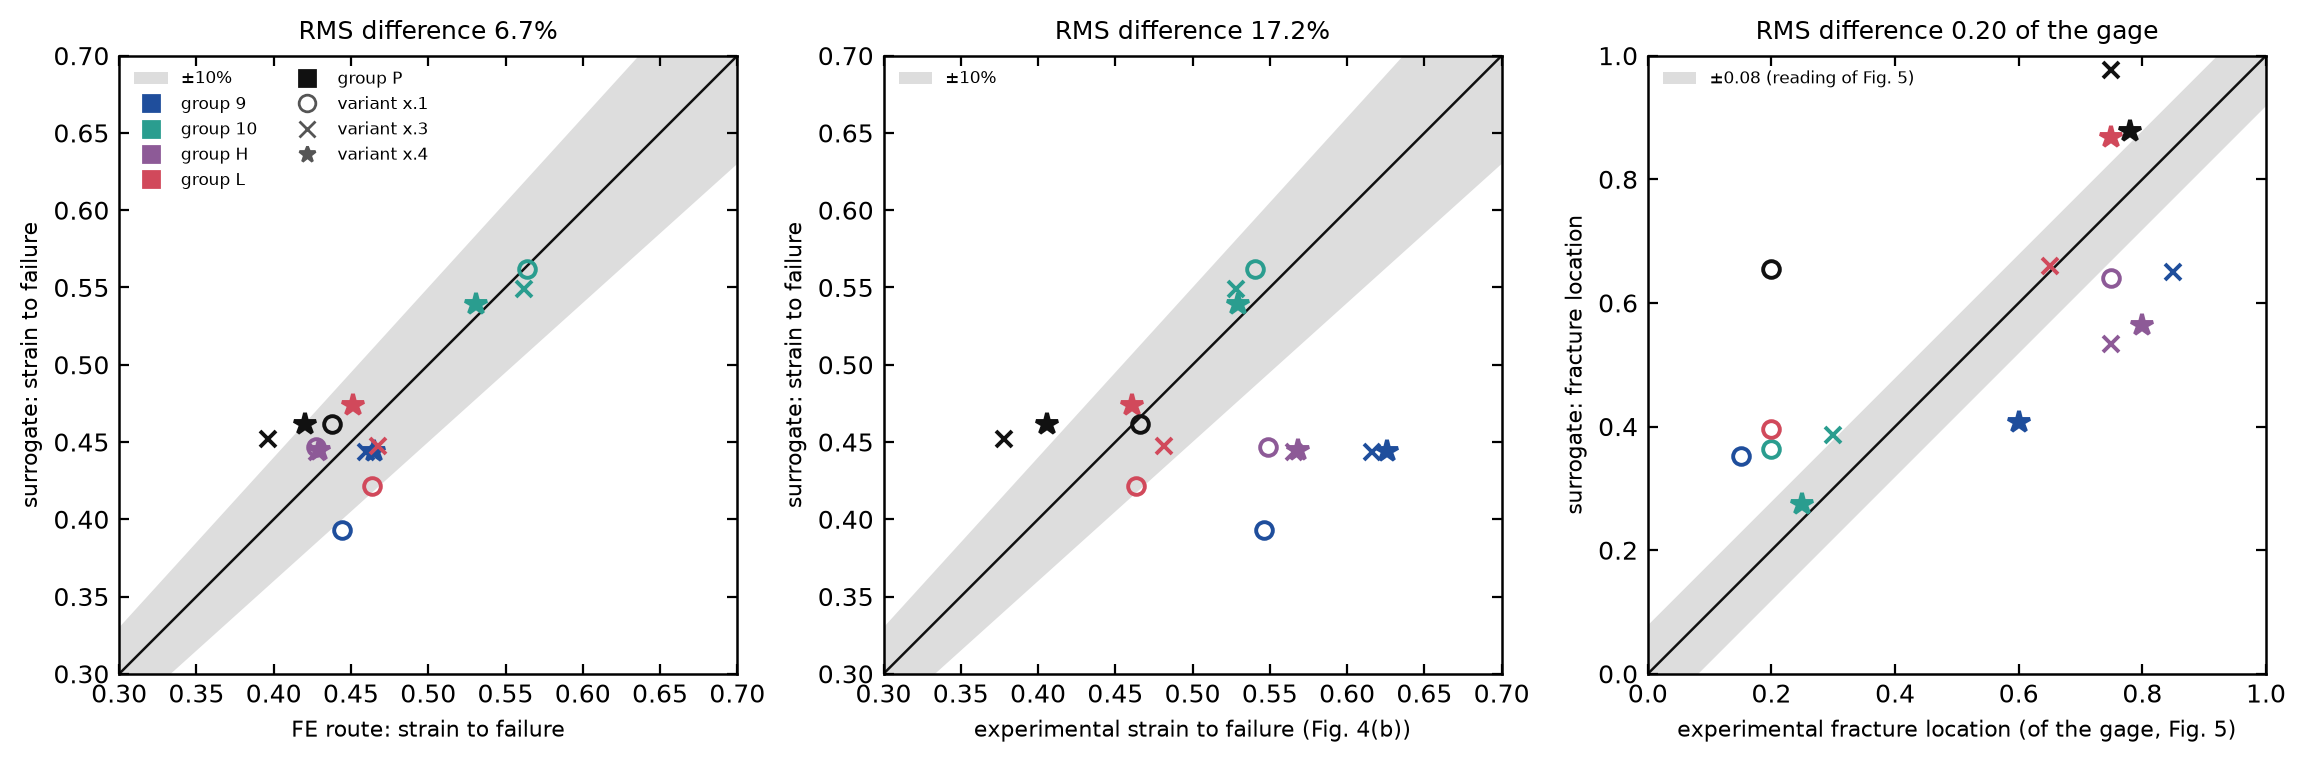 RMS difference 6.7%
±10%
group 9
group 10
group H
group L
group P
variant x.1
variant x.3
variant x.4
surrogate: strain to failure
0.70
0.65
0.60
0.55
0.50
0.45
0.40
0.35
0.30
0.30 0.35 0.40 0.45 0.50 0.55 0.60 0.65 0.70
FE route: strain to failure
RMS difference 17.2%
±10%
surrogate: strain to failure
0.70
0.65
0.60
0.55
0.50
0.45
0.40
0.35
0.30
0.30 0.35 0.40 0.45 0.50 0.55 0.60 0.65 0.70
experimental strain to failure (Fig. 4(b))
RMS difference 0.20 of the gage
±0.08 (reading of Fig. 5)
surrogate: fracture location
1.0
0.8
0.6
0.4
0.2
0.0
0.0 0.2 0.4 0.6 0.8 1.0
experimental fracture location (of the gage, Fig. 5)